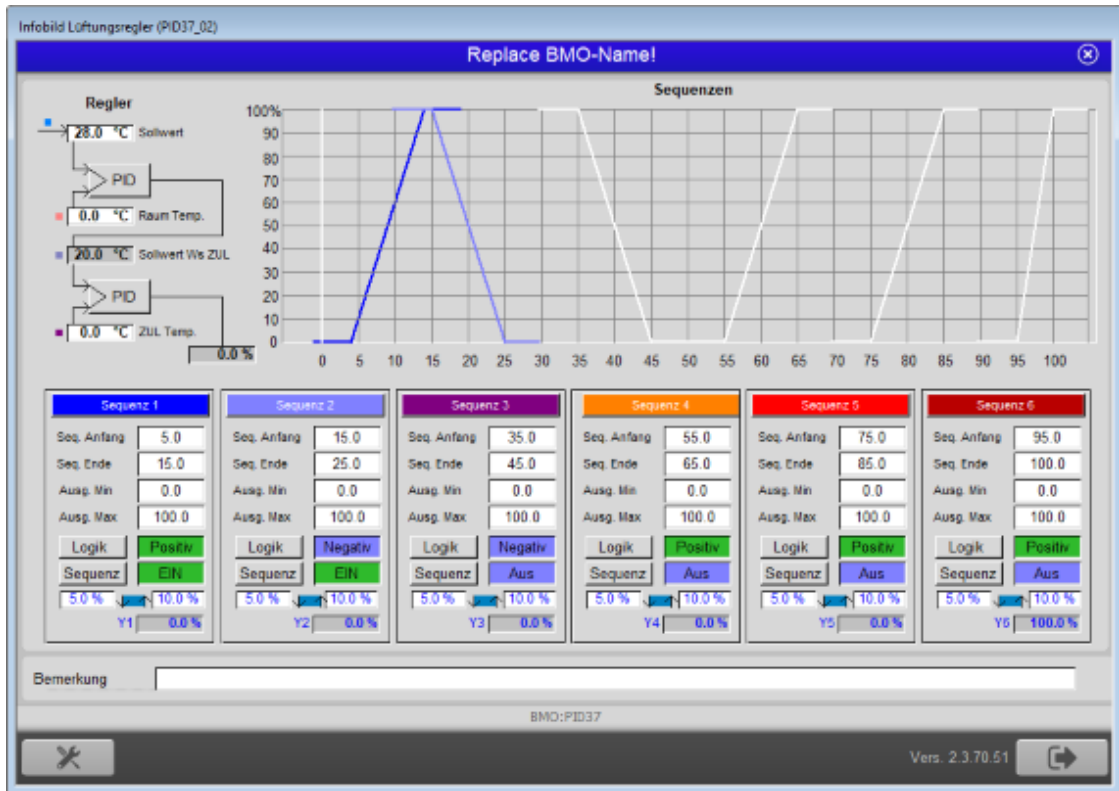 Infobild Lüftungsregler (PID37_02)
Replace BMO-Name!
Regler
28.0 °C Sollwert
PID
0.0 °C Raum Temp.
20.0 °C Sollwert Ws ZUL
PID
0.0 °C ZUL Temp.
0.0 %
Sequenzen
100%
90
80
70
60
50
40
30
20
10
0
0 5 10 15 20 25 30 35 40 45 50 55 60 65 70 75 80 85 90 95 100
Sequenz 1
Seq. Anfang 5.0
Seq. Ende 15.0
Ausg. Min 0.0
Ausg. Max 100.0
Logik Positiv
Sequenz EIN
5.0 % 10.0 %
Y1 0.0 %
Sequenz 2
Seq. Anfang 15.0
Seq. Ende 25.0
Ausg. Min 0.0
Ausg. Max 100.0
Logik Negativ
Sequenz EIN
5.0 % 10.0 %
Y2 0.0 %
Sequenz 3
Seq. Anfang 35.0
Seq. Ende 45.0
Ausg. Min 0.0
Ausg. Max 100.0
Logik Negativ
Sequenz Aus
5.0 % 10.0 %
Y3 0.0 %
Sequenz 4
Seq. Anfang 55.0
Seq. Ende 65.0
Ausg. Min 0.0
Ausg. Max 100.0
Logik Positiv
Sequenz Aus
5.0 % 10.0 %
Y4 0.0 %
Sequenz 5
Seq. Anfang 75.0
Seq. Ende 85.0
Ausg. Min 0.0
Ausg. Max 100.0
Logik Positiv
Sequenz Aus
5.0 % 10.0 %
Y5 0.0 %
Sequenz 6
Seq. Anfang 95.0
Seq. Ende 100.0
Ausg. Min 0.0
Ausg. Max 100.0
Logik Positiv
Sequenz Aus
5.0 % 10.0 %
Y6 100.0 %
Bemerkung
BMO:PID37
Vers. 2.3.70.51